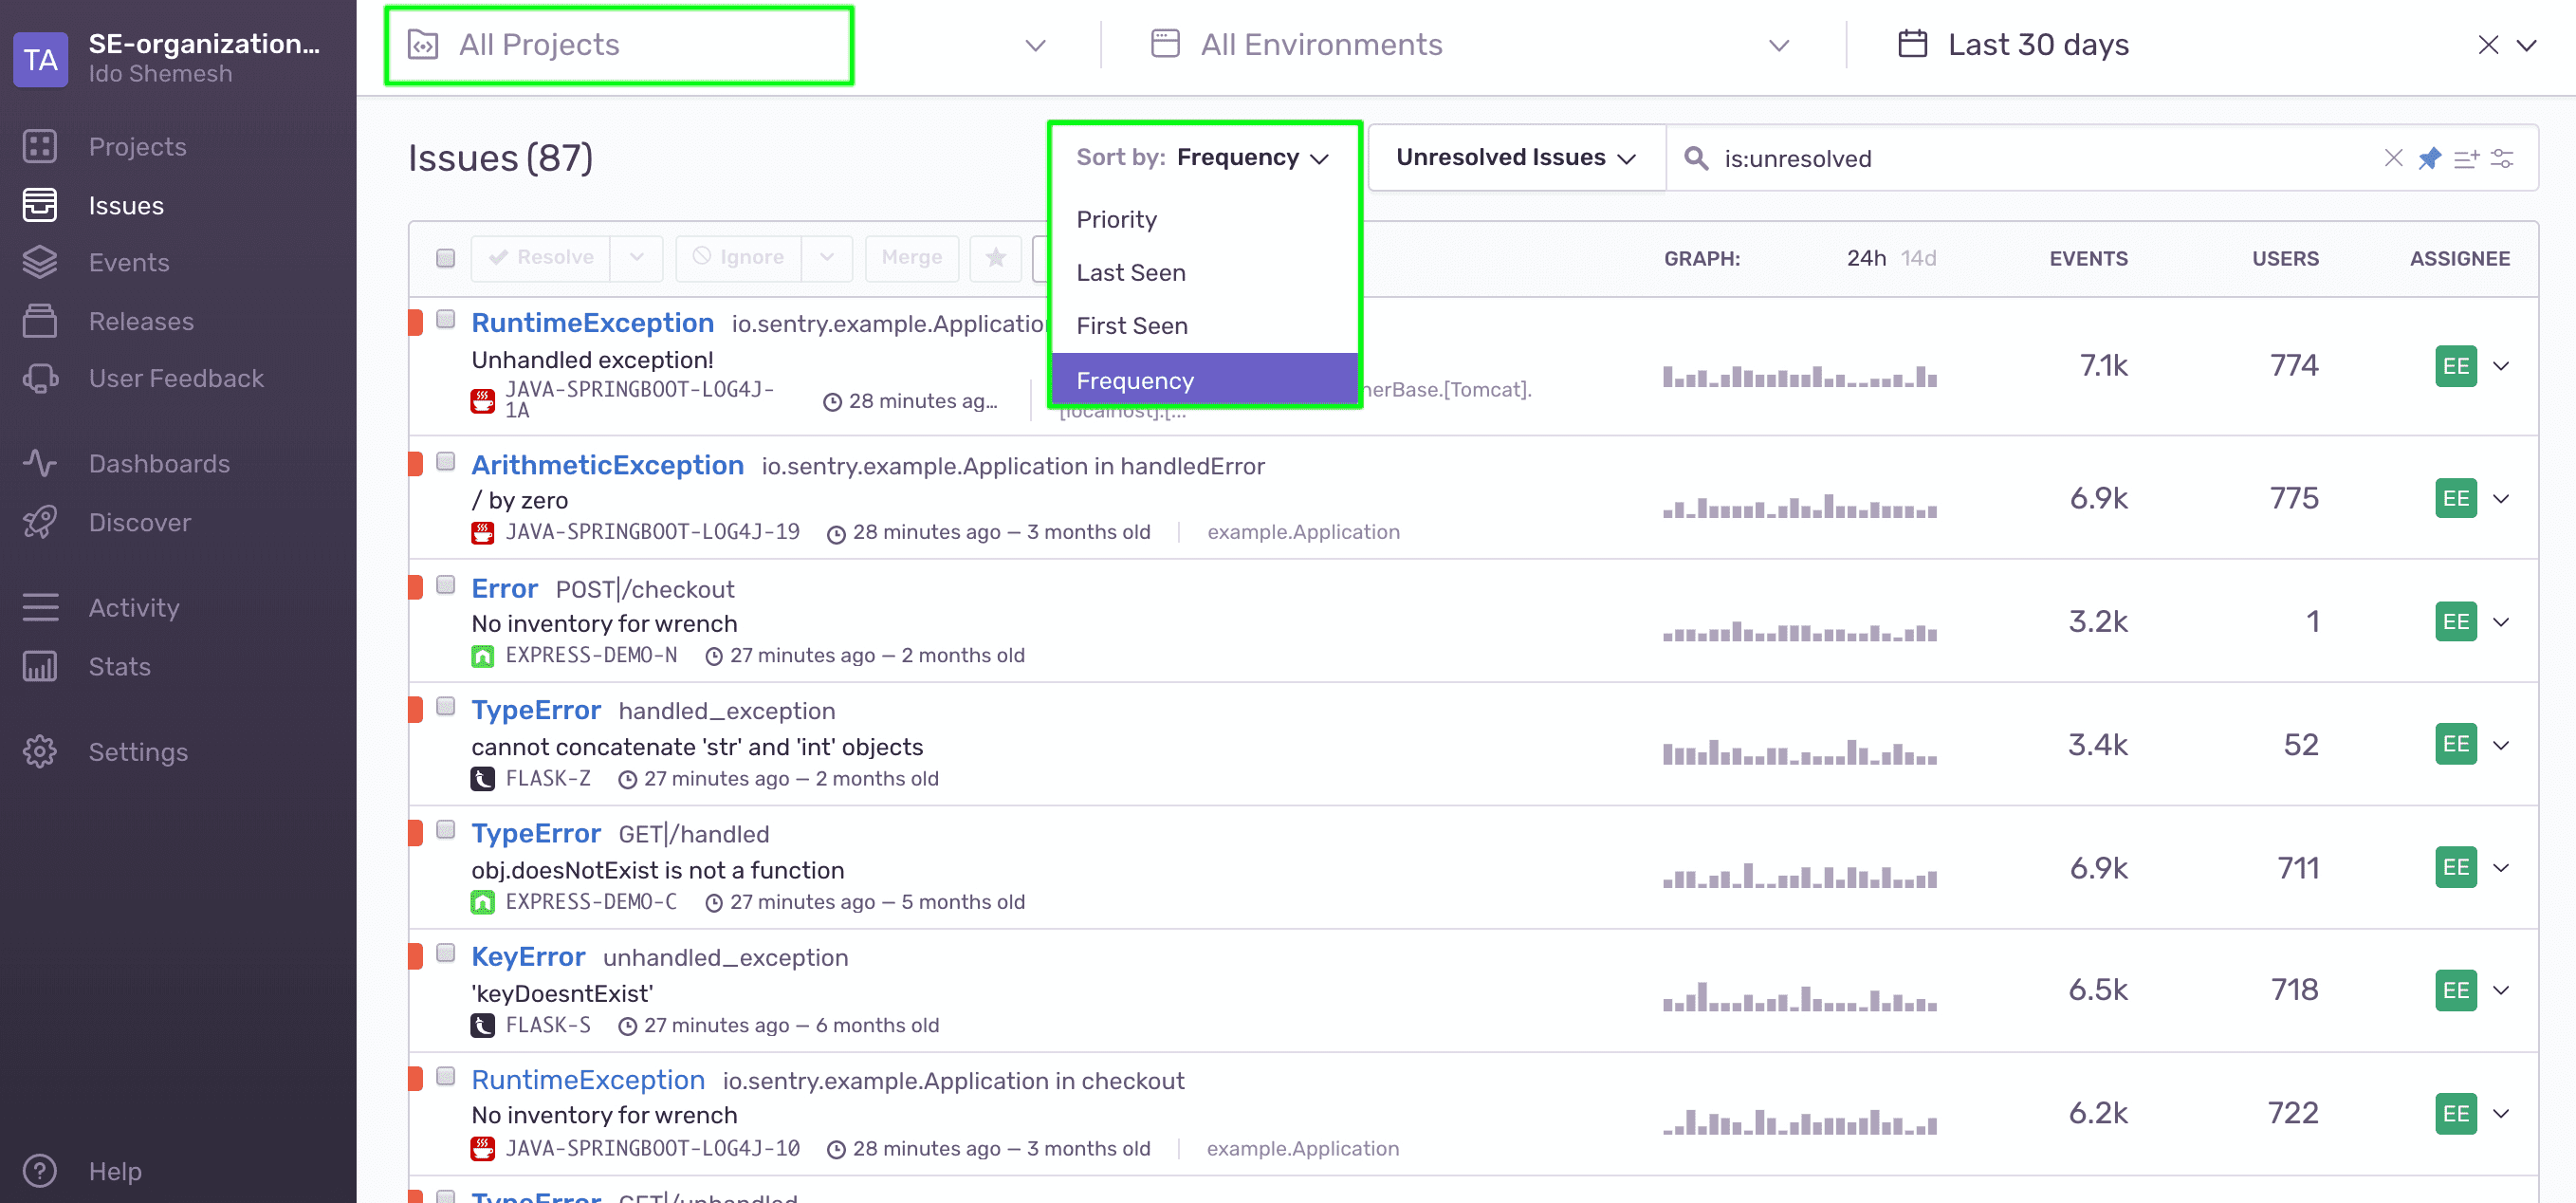 TA
SE-organization...
Ido Shemesh
Projects
Issues
Events
Releases
User Feedback
Dashboards
Discover
Activity
Stats
Settings
Help
All Projects
All Environments
Last 30 days
Issues (87)
Sort by: Frequency
Priority
Last Seen
First Seen
Frequency
Unresolved Issues
is:unresolved
Resolve
Ignore
Merge
GRAPH: 24h 14d
EVENTS
USERS
ASSIGNEE
RuntimeException io.sentry.example.Application
Unhandled exception!
JAVA-SPRINGBOOT-LOG4J-
1A
28 minutes ag...
nerBase.[Tomcat].
[localhost].[...
7.1k 774 EE
ArithmeticException io.sentry.example.Application in handledError
/ by zero
JAVA-SPRINGBOOT-LOG4J-19 28 minutes ago — 3 months old example.Application
6.9k 775 EE
Error POST|/checkout
No inventory for wrench
EXPRESS-DEMO-N 27 minutes ago — 2 months old
3.2k 1 EE
TypeError handled_exception
cannot concatenate 'str' and 'int' objects
FLASK-Z 27 minutes ago — 2 months old
3.4k 52 EE
TypeError GET|/handled
obj.doesNotExist is not a function
EXPRESS-DEMO-C 27 minutes ago — 5 months old
6.9k 711 EE
KeyError unhandled_exception
'keyDoesntExist'
FLASK-S 27 minutes ago — 6 months old
6.5k 718 EE
RuntimeException io.sentry.example.Application in checkout
No inventory for wrench
JAVA-SPRINGBOOT-LOG4J-10 28 minutes ago — 3 months old example.Application
6.2k 722 EE
TypeError GET|/unhandled